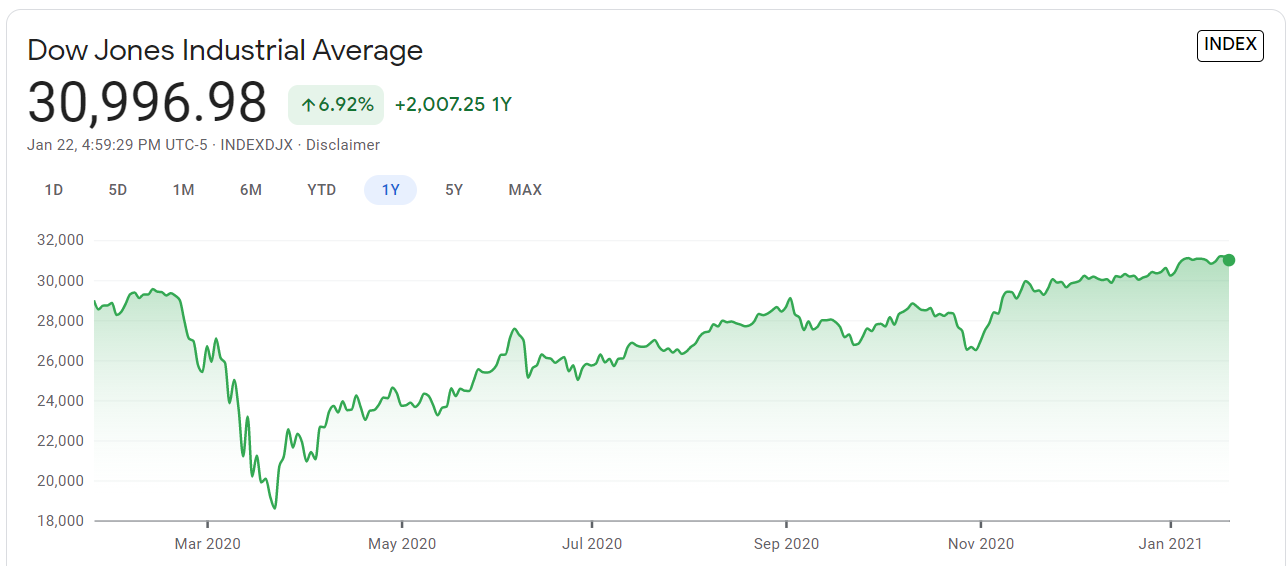 Dow Jones Industrial Average
INDEX
30,996.98 ↑6.92% +2,007.25 1Y
Jan 22, 4:59:29 PM UTC-5 · INDEXDJX · Disclaimer
1D 5D 1M 6M YTD 1Y 5Y MAX
32,000
30,000
28,000
26,000
24,000
22,000
20,000
18,000
Mar 2020 May 2020 Jul 2020 Sep 2020 Nov 2020 Jan 2021